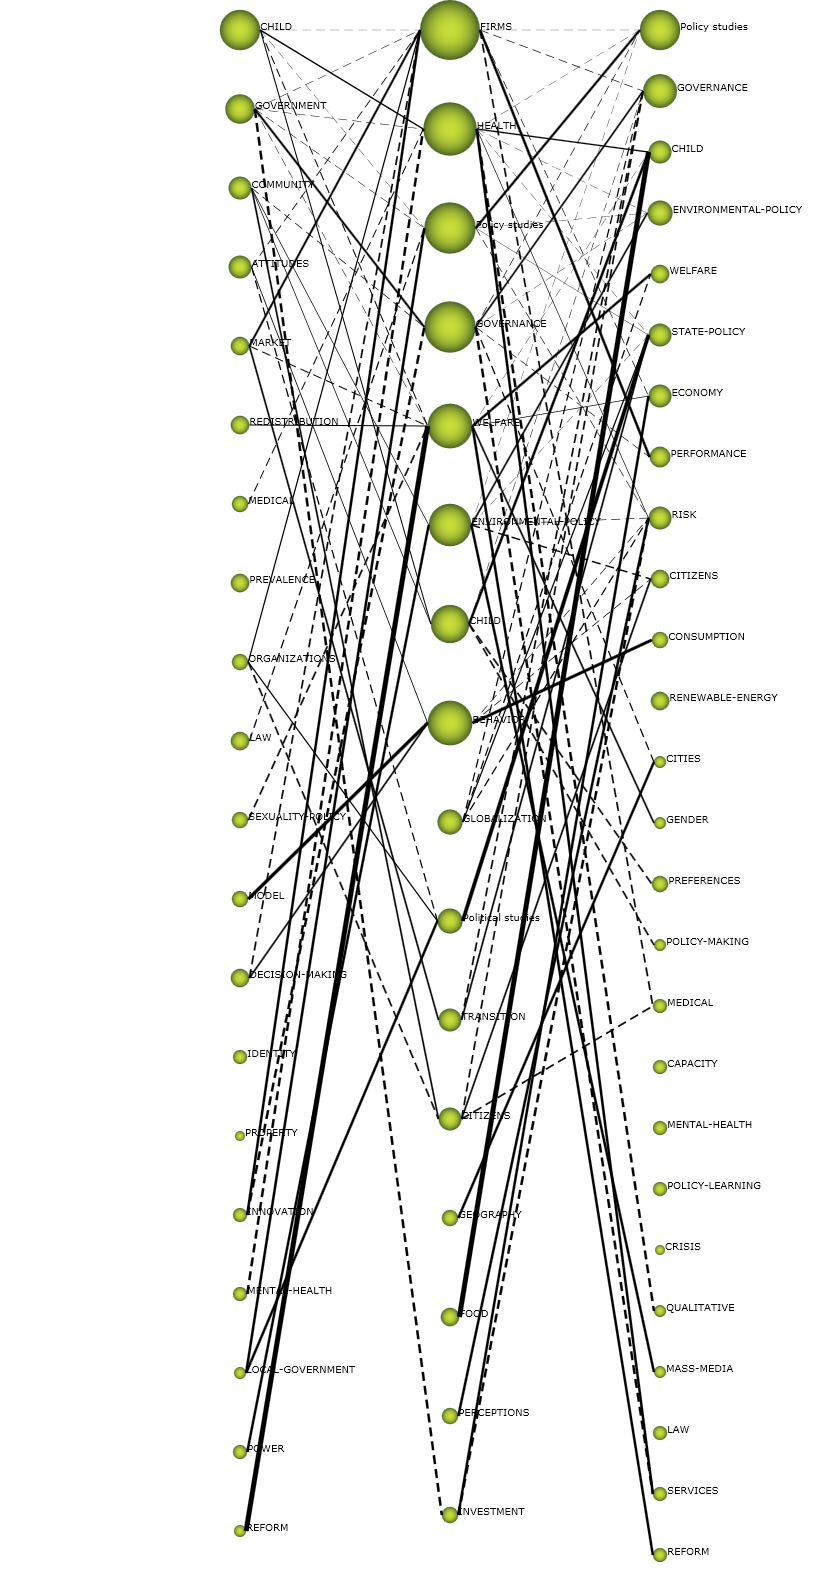 CHILD
GOVERNMENT
COMMUNITY
ATTITUDES
MARKET
REDISTRIBUTION
MEDICAL
PREVALENCE
ORGANIZATIONS
LAW
SEXUALITY-POLICY
MODEL
DECISION-MAKING
IDENTITY
PROPERTY
INNOVATION
MENTAL-HEALTH
LOCAL-GOVERNMENT
POWER
REFORM
FIRMS
HEALTH
Policy studies
GOVERNANCE
WELFARE
ENVIRONMENTAL-POLICY
CHILD
BEHAVIOR
GLOBALIZATION
Political studies
TRANSITION
CITIZENS
GEOGRAPHY
FOOD
PERCEPTIONS
INVESTMENT
Policy studies
GOVERNANCE
CHILD
ENVIRONMENTAL-POLICY
WELFARE
STATE-POLICY
ECONOMY
PERFORMANCE
RISK
CITIZENS
CONSUMPTION
RENEWABLE-ENERGY
CITIES
GENDER
PREFERENCES
POLICY-MAKING
MEDICAL
CAPACITY
MENTAL-HEALTH
POLICY-LEARNING
CRISIS
QUALITATIVE
MASS-MEDIA
LAW
SERVICES
REFORM